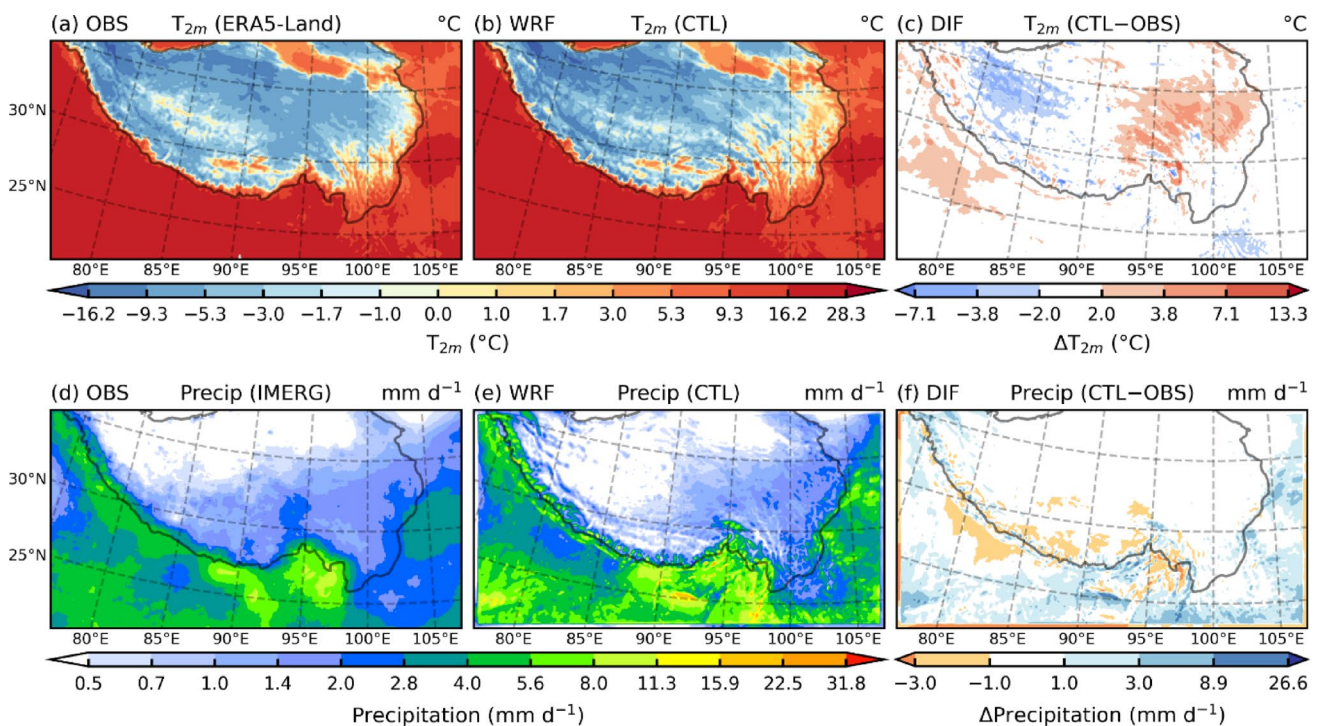 (a) OBS T₂ₘ (ERA5-Land) °C (b) WRF T₂ₘ (CTL) °C (c) DIF T₂ₘ (CTL−OBS) °C
30°N
25°N
80°E 85°E 90°E 95°E 100°E 105°E 80°E 85°E 90°E 95°E 100°E 105°E 80°E 85°E 90°E 95°E 100°E 105°E
−16.2 −9.3 −5.3 −3.0 −1.7 −1.0 0.0 1.0 1.7 3.0 5.3 9.3 16.2 28.3 −7.1 −3.8 −2.0 2.0 3.8 7.1 13.3
T₂ₘ (°C) ΔT₂ₘ (°C)
(d) OBS Precip (IMERG) mm d⁻¹ (e) WRF Precip (CTL) mm d⁻¹ (f) DIF Precip (CTL−OBS) mm d⁻¹
30°N
25°N
80°E 85°E 90°E 95°E 100°E 105°E 80°E 85°E 90°E 95°E 100°E 105°E 80°E 85°E 90°E 95°E 100°E 105°E
0.5 0.7 1.0 1.4 2.0 2.8 4.0 5.6 8.0 11.3 15.9 22.5 31.8 −3.0 −1.0 1.0 3.0 8.9 26.6
Precipitation (mm d⁻¹) ΔPrecipitation (mm d⁻¹)